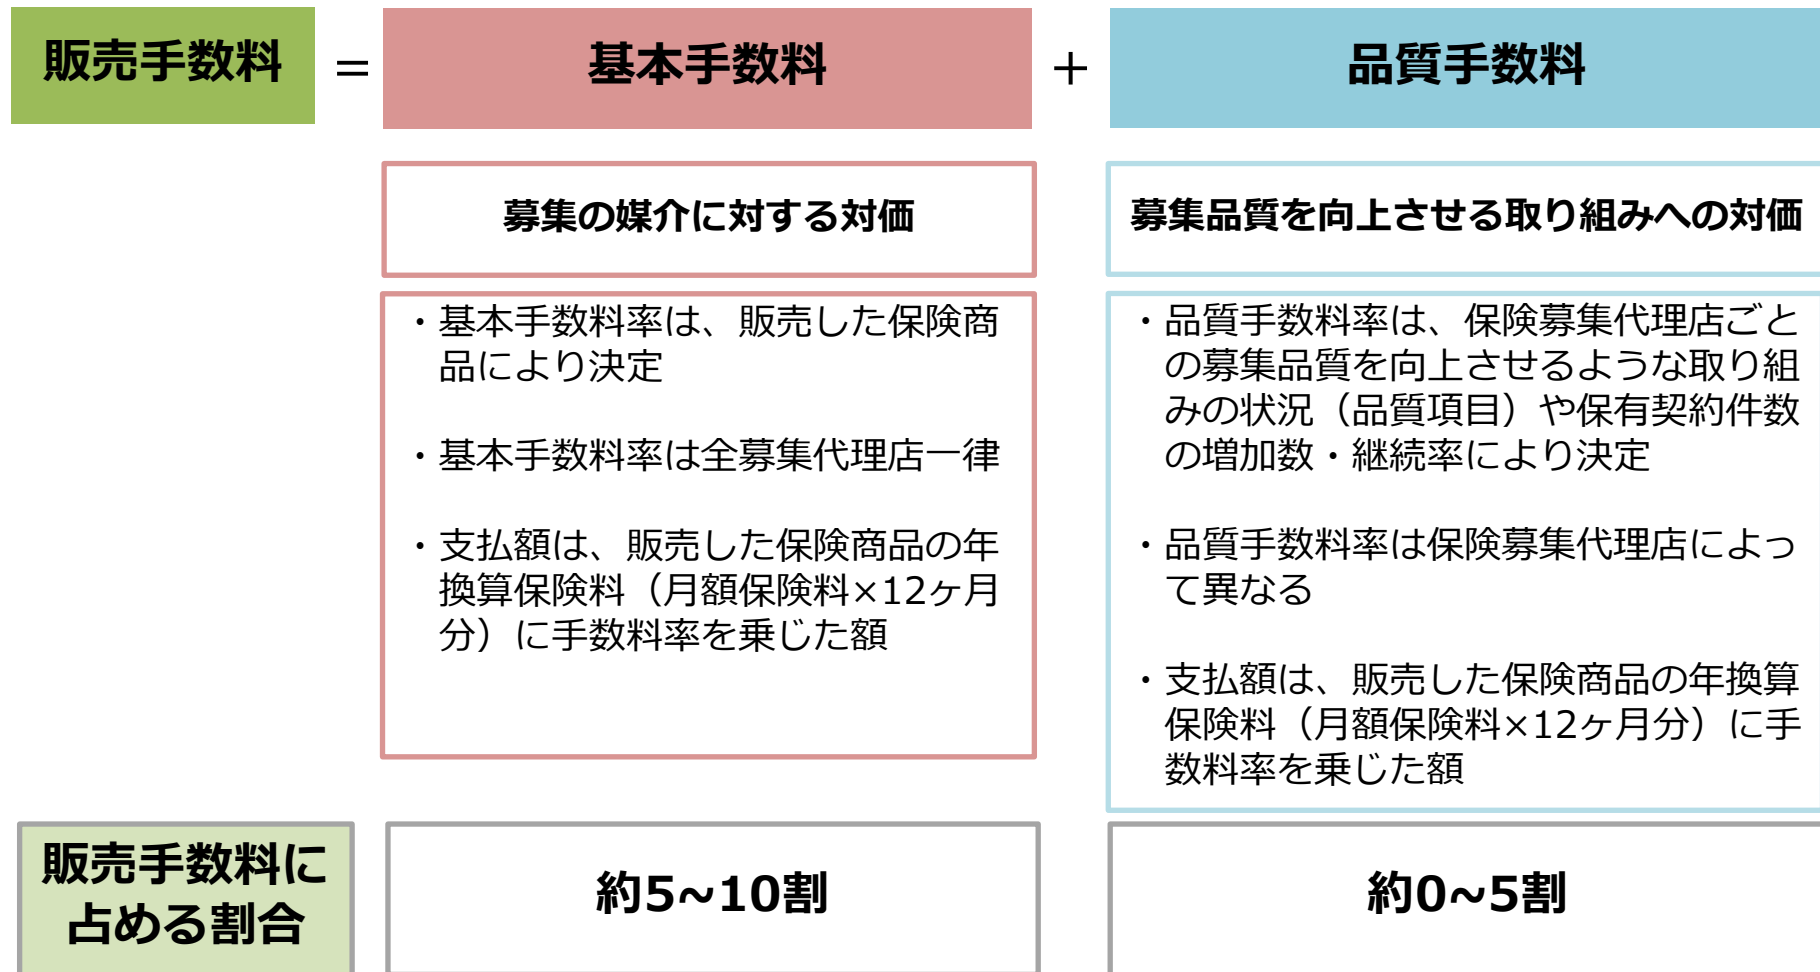 販売手数料
=
基本手数料
+
品質手数料
募集の媒介に対する対価
・基本手数料率は、販売した保険商
品により決定
・基本手数料率は全募集代理店一律
・支払額は、販売した保険商品の年
換算保険料（月額保険料×12ヶ月
分）に手数料率を乗じた額
募集品質を向上させる取り組みへの対価
・品質手数料率は、保険募集代理店ごと
の募集品質を向上させるような取り組
みの状況（品質項目）や保有契約件数
の増加数・継続率により決定
・品質手数料率は保険募集代理店によっ
て異なる
・支払額は、販売した保険商品の年換算
保険料（月額保険料×12ヶ月分）に手
数料率を乗じた額
販売手数料に
占める割合
約5~10割
約0~5割